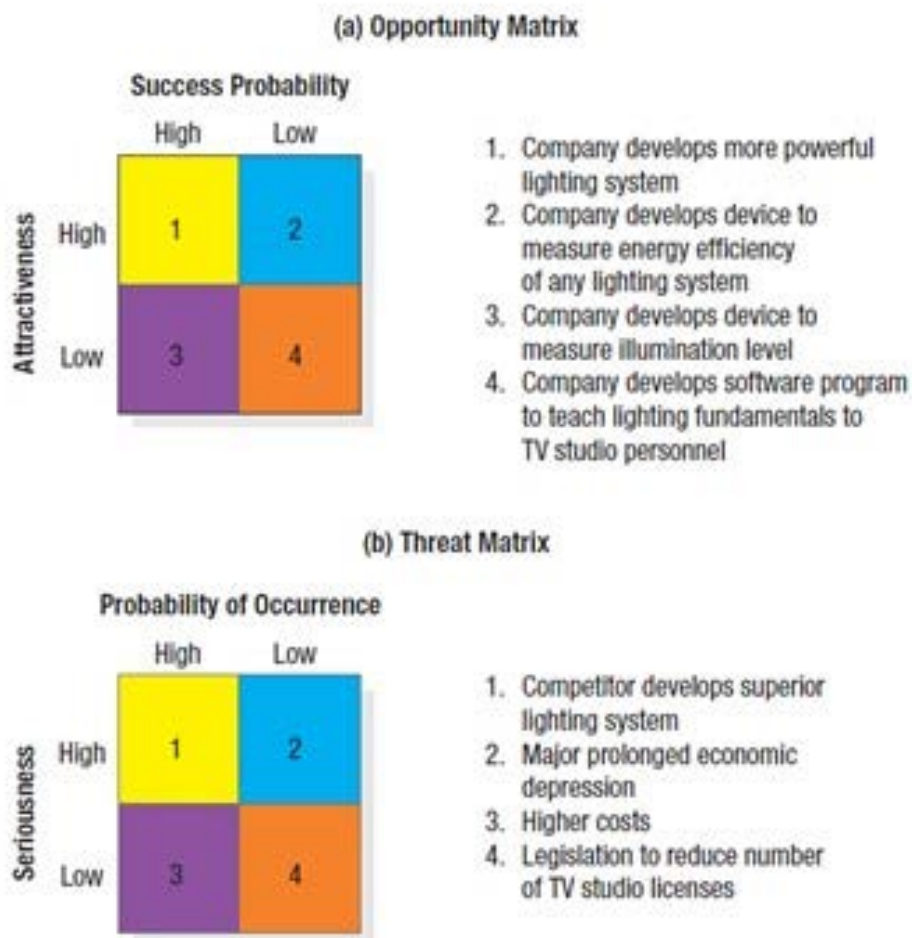 (a) Opportunity Matrix
Success Probability
High Low
Attractiveness
High 1 2
Low 3 4
1. Company develops more powerful
lighting system
2. Company develops device to
measure energy efficiency
of any lighting system
3. Company develops device to
measure illumination level
4. Company develops software program
to teach lighting fundamentals to
TV studio personnel
(b) Threat Matrix
Probability of Occurrence
High Low
Seriousness
High 1 2
Low 3 4
1. Competitor develops superior
lighting system
2. Major prolonged economic
depression
3. Higher costs
4. Legislation to reduce number
of TV studio licenses